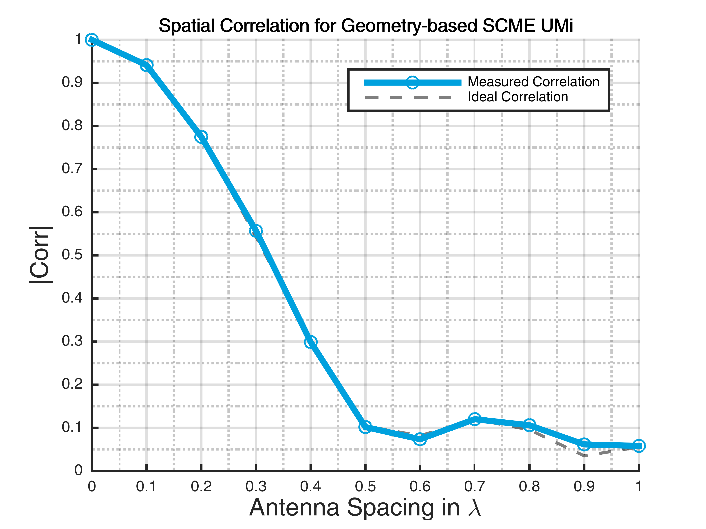 Spatial Correlation for Geometry-based SCME UMi
1
Measured Correlation
0.9
Ideal Correlation
0.8
0.7
0.6
|Corr|
0.5
0.4
0.3
0.2
0.1
0
0 0.1 0.2 0.3 0.4 0.5 0.6 0.7 0.8 0.9 1
Antenna Spacing in λ